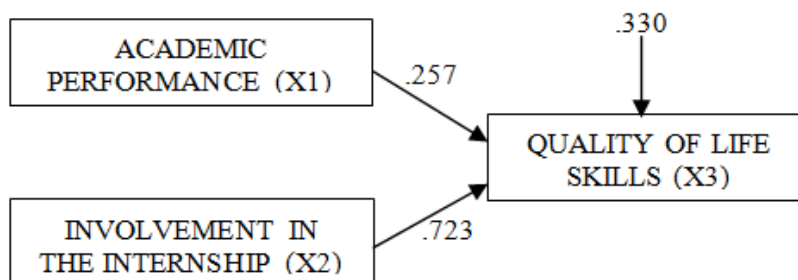 .330
ACADEMIC
PERFORMANCE (X1)
.257
QUALITY OF LIFE
SKILLS (X3)
.723
INVOLVEMENT IN
THE INTERNSHIP (X2)